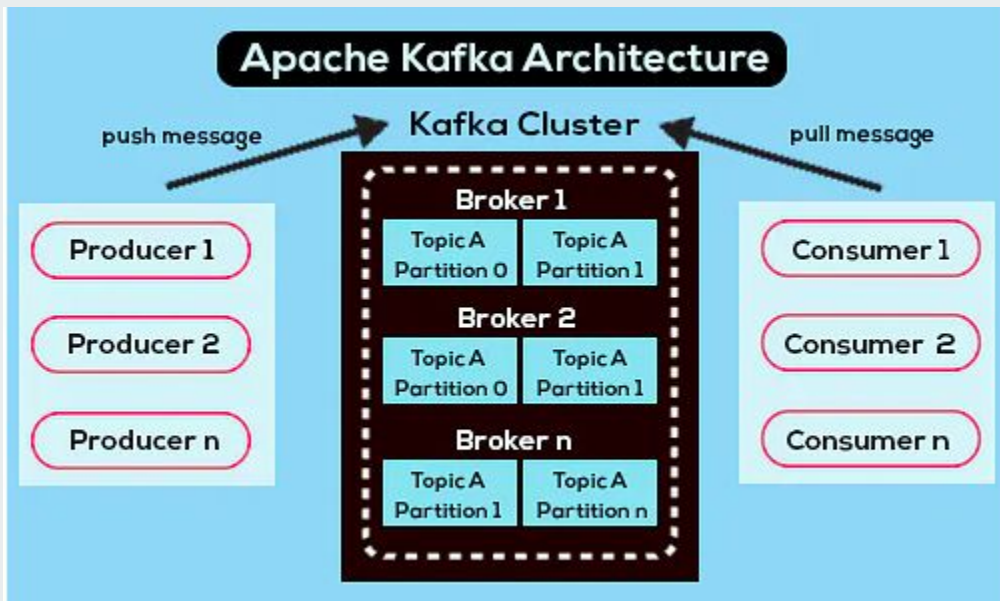 Apache Kafka Architecture
push message
Kafka Cluster
pull message
Producer 1
Producer 2
Producer n
Broker 1
Topic A
Partition 0
Topic A
Partition 1
Broker 2
Topic A
Partition 0
Topic A
Partition 1
Broker n
Topic A
Partition 1
Topic A
Partition n
Consumer 1
Consumer 2
Consumer n